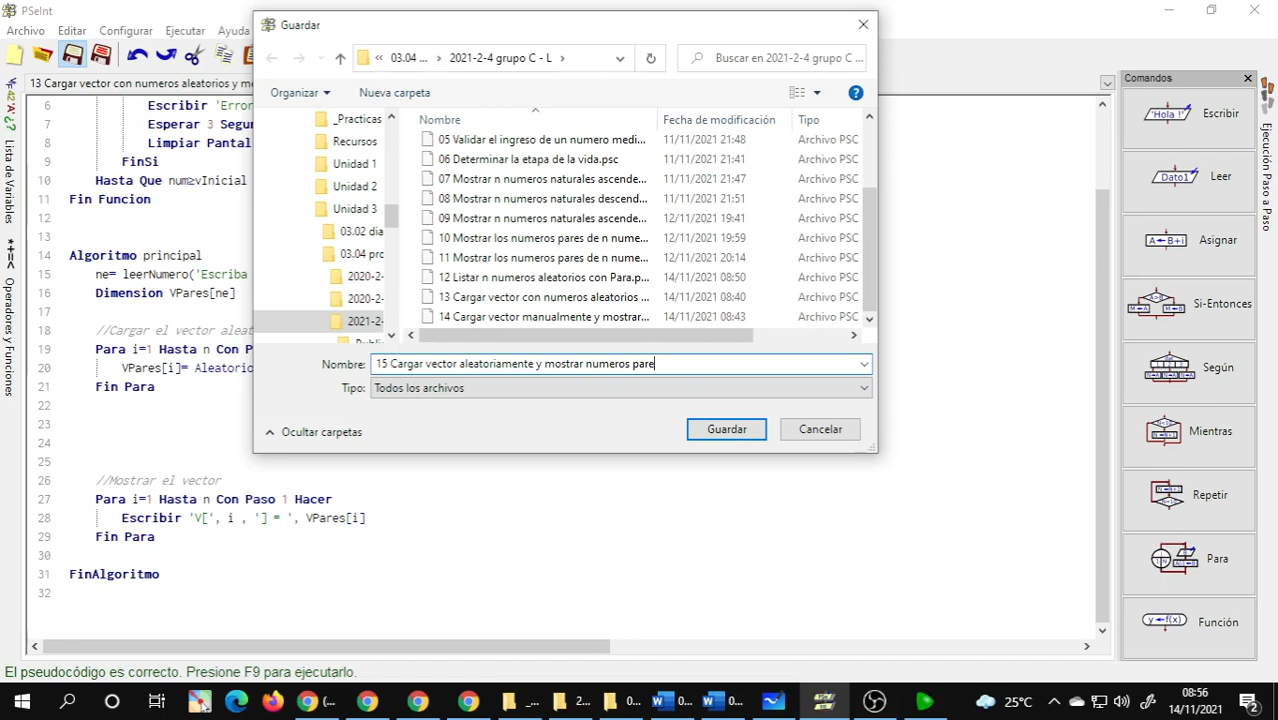 PSeInt
Archivo Editar Configurar Ejecutar Ayuda
13 Cargar vector con numeros aleatorios y mo
Lista de Variables
Operadores y Funciones
6 Escribir 'Error
7 Esperar 3 Segun
8 Limpiar Pantal
9 FinSi
10 Hasta Que num≥vInicial
11 Fin Funcion
12
13
14 Algoritmo principal
15 ne= leerNumero('Escriba
16 Dimension VPares[ne]
17
18 //Cargar el vector aleat
19 Para i=1 Hasta n Con P
20 VPares[i]= Aleatorio
21 Fin Para
22
23
24
25
26 //Mostrar el vector
27 Para i=1 Hasta n Con Paso 1 Hacer
28 Escribir 'V[', i , '] = ', VPares[i]
29 Fin Para
30
31 FinAlgoritmo
32
Guardar
« 03.04 ... › 2021-2-4 grupo C - L ›
Buscar en 2021-2-4 grupo C ...
Organizar
Nueva carpeta
_Practicas
Recursos
Unidad 1
Unidad 2
Unidad 3
03.02 dia
03.04 pro
2020-2-
2020-2-
2021-2-
Nombre Fecha de modificación Tipo
05 Validar el ingreso de un numero medi... 11/11/2021 21:48 Archivo PSC
06 Determinar la etapa de la vida.psc 11/11/2021 21:41 Archivo PSC
07 Mostrar n numeros naturales ascende... 11/11/2021 21:47 Archivo PSC
08 Mostrar n numeros naturales descend... 11/11/2021 21:51 Archivo PSC
09 Mostrar n numeros naturales ascende... 12/11/2021 19:41 Archivo PSC
10 Mostrar los numeros pares de n nume... 12/11/2021 19:59 Archivo PSC
11 Mostrar los numeros pares de n nume... 12/11/2021 20:14 Archivo PSC
12 Listar n numeros aleatorios con Para.p... 14/11/2021 08:50 Archivo PSC
13 Cargar vector con numeros aleatorios ... 14/11/2021 08:40 Archivo PSC
14 Cargar vector manualmente y mostrar... 14/11/2021 08:43 Archivo PSC
Nombre: 15 Cargar vector aleatoriamente y mostrar numeros pare
Tipo: Todos los archivos
Ocultar carpetas
Guardar
Cancelar
Comandos
'Hola !' Escribir
Dato1 Leer
A←B+i Asignar
A>B Si-Entonces
Según
Mientras
Repetir
Para
y←f(x) Función
Ejecución Paso a Paso
El pseudocódigo es correcto. Presione F9 para ejecutarlo.
(...
_...
2...
0...
0...
0...
25°C
08:56
14/11/2021
2